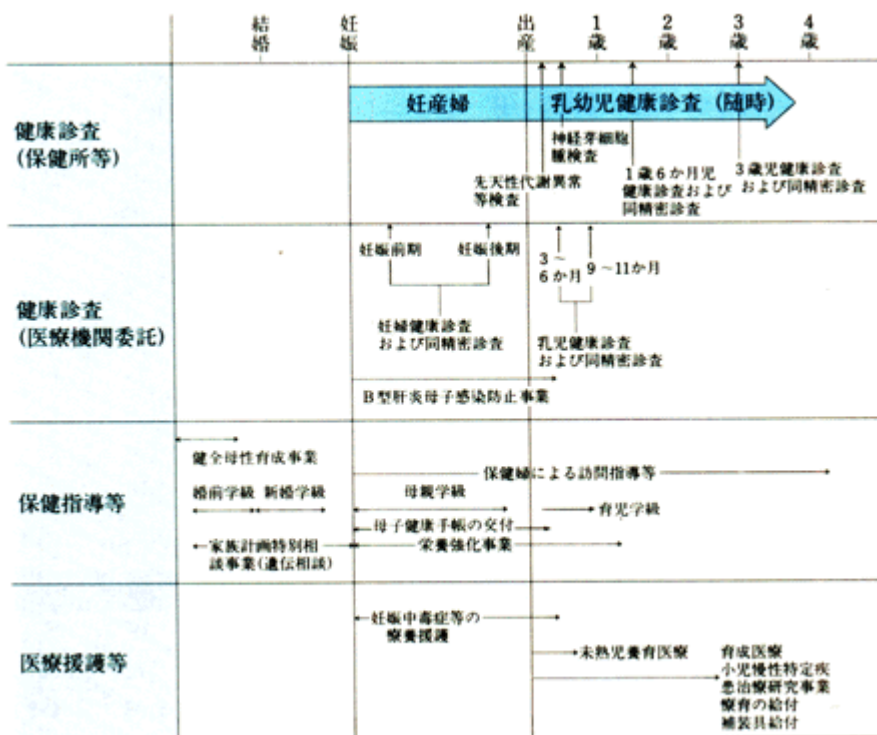 結婚
妊娠
出産
1歳
2歳
3歳
4歳
健康診査
(保健所等)
妊産婦
乳幼児健康診査(随時)
神経芽細胞
腫検査
先天性代謝異常
等検査
1歳6か月児
健康診査および
同精密診査
3歳児健康診査
および同精密診査
健康診査
(医療機関委託)
妊娠前期
妊娠後期
3〜
6か月
9〜11か月
妊婦健康診査
および同精密診査
乳児健康診査
および同精密診査
B型肝炎母子感染防止事業
保健指導等
健全母性育成事業
保健婦による訪問指導等
婚前学級
新婚学級
母親学級
育児学級
母子健康手帳の交付
家族計画特別相
談事業(遺伝相談)
栄養強化事業
医療援護等
妊娠中毒症等の
療養援護
未熟児養育医療
育成医療
小児慢性特定疾
患治療研究事業
療育の給付
補装具給付